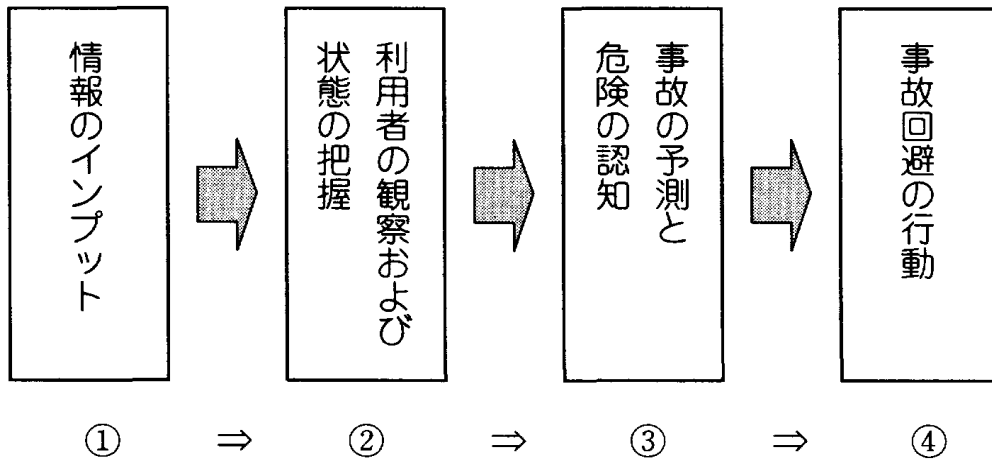 情報のインプット
利用者の観察および
状態の把握
事故の予測と
危険の認知
事故回避の行動
① ⇒ ② ⇒ ③ ⇒ ④